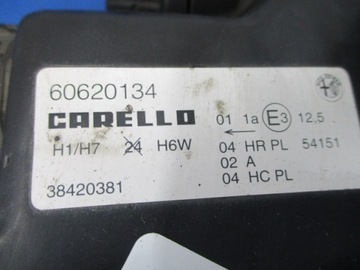 60620134
CARELLO 01 1a E3 12,5
H1/H7 24 H6W 04 HR PL 54151
02 A
38420381 04 HC PL